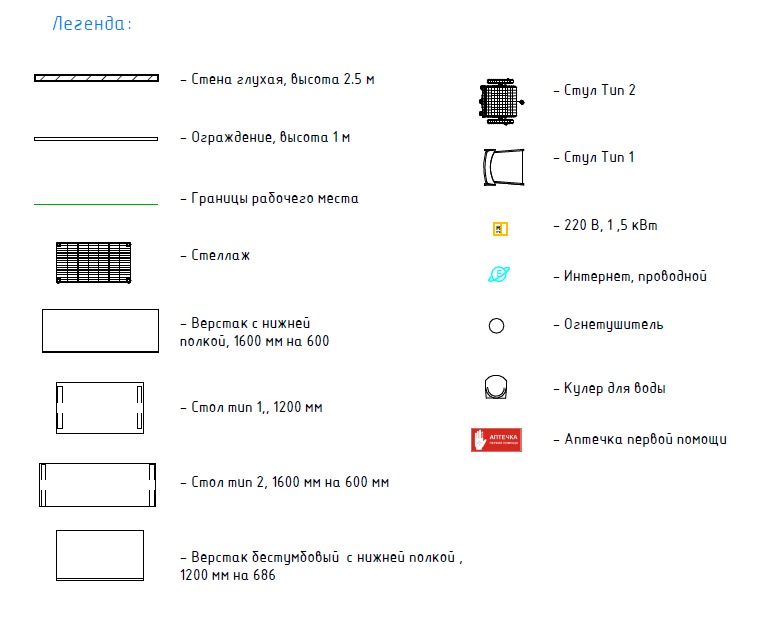 Легенда:
- Стена глухая, высота 2.5 м
- Ограждение, высота 1 м
- Границы рабочего места
- Стеллаж
- Верстак с нижней
полкой, 1600 мм на 600
- Стол тип 1,, 1200 мм
- Стол тип 2, 1600 мм на 600 мм
- Верстак бестумбовый с нижней полкой ,
1200 мм на 686
- Стул Тип 2
- Стул Тип 1
- 220 В, 1 ,5 кВт
- Интернет, проводной
- Огнетушитель
- Кулер для воды
АПТЕЧКА
ПЕРВОЙ ПОМОЩИ
- Аптечка первой помощи